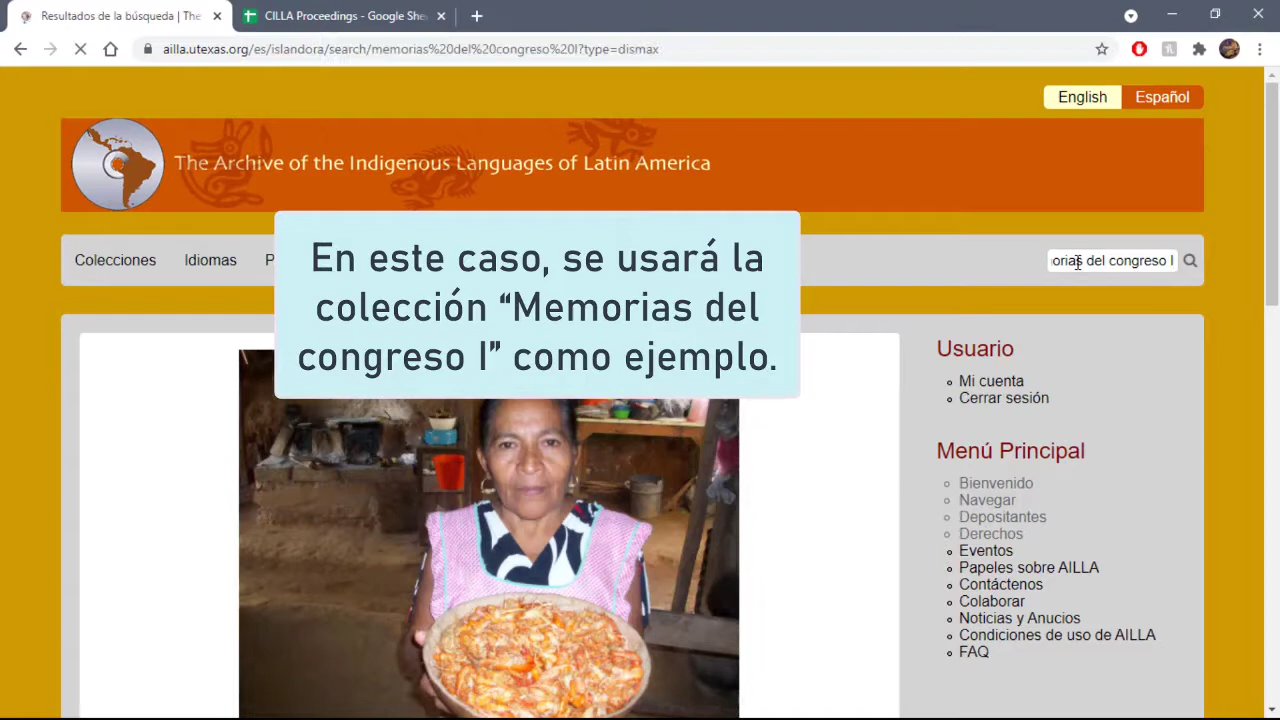 Resultados de la búsqueda | The
CILLA Proceedings - Google She
ailla.utexas.org/es/islandora/search/memorias%20del%20congreso%20I?type=dismax
English
Español
The Archive of the Indigenous Languages of Latin America
Colecciones
Idiomas
P
orias del congreso I
En este caso, se usará la
colección “Memorias del
congreso I” como ejemplo.
Usuario
Mi cuenta
Cerrar sesión
Menú Principal
Bienvenido
Navegar
Depositantes
Derechos
Eventos
Papeles sobre AILLA
Contáctenos
Colaborar
Noticias y Anucios
Condiciones de uso de AILLA
FAQ